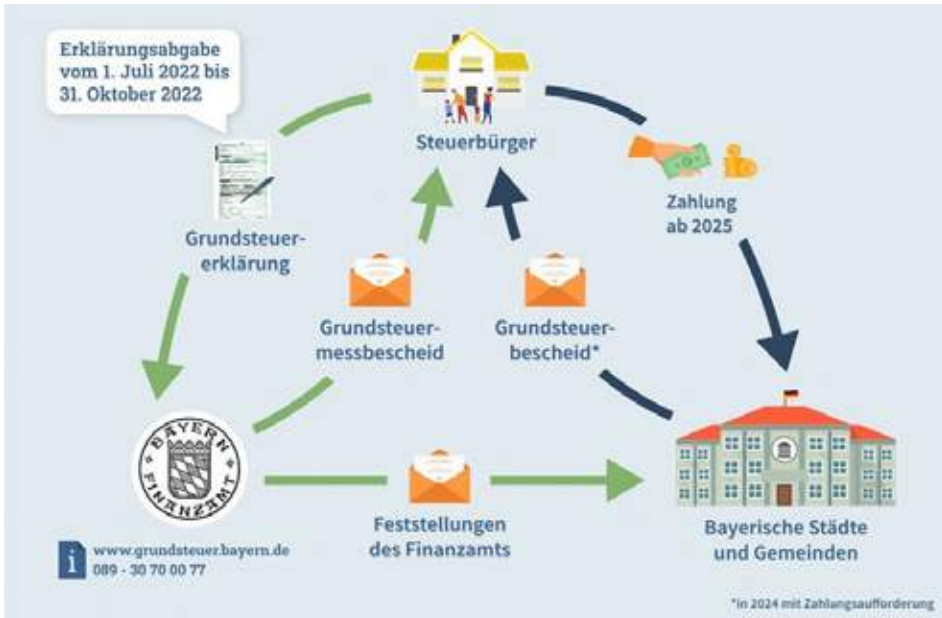 Erklärungsabgabe
vom 1. Juli 2022 bis
31. Oktober 2022
Steuerbürger
Grundsteuer-
erklärung
Zahlung
ab 2025
Grundsteuer-
messbescheid
Grundsteuer-
bescheid*
BAYERN
FINANZAMT
Feststellungen
des Finanzamts
Bayerische Städte
und Gemeinden
i
www.grundsteuer.bayern.de
089 - 30 70 00 77
*in 2024 mit Zahlungsaufforderung